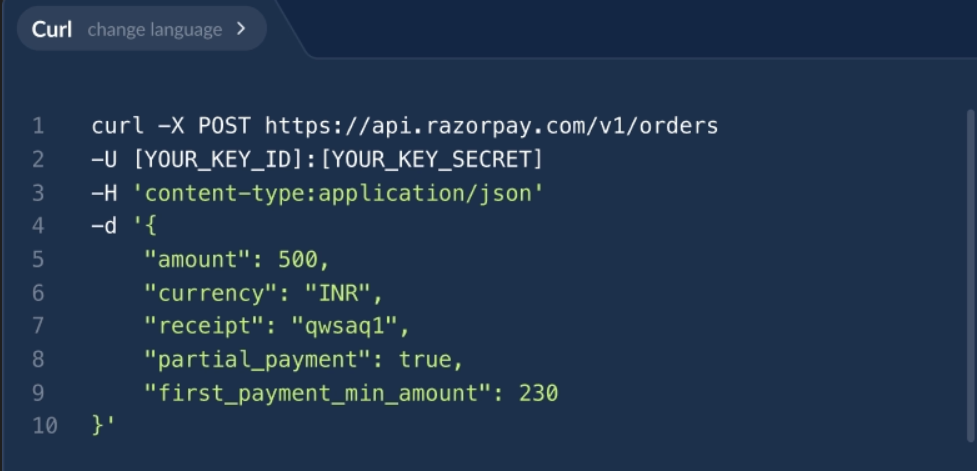 Curl change language >
1 curl -X POST https://api.razorpay.com/v1/orders
2 -U [YOUR_KEY_ID]:[YOUR_KEY_SECRET]
3 -H 'content-type:application/json'
4 -d '{
5     "amount": 500,
6     "currency": "INR",
7     "receipt": "qwsaq1",
8     "partial_payment": true,
9     "first_payment_min_amount": 230
10 }'